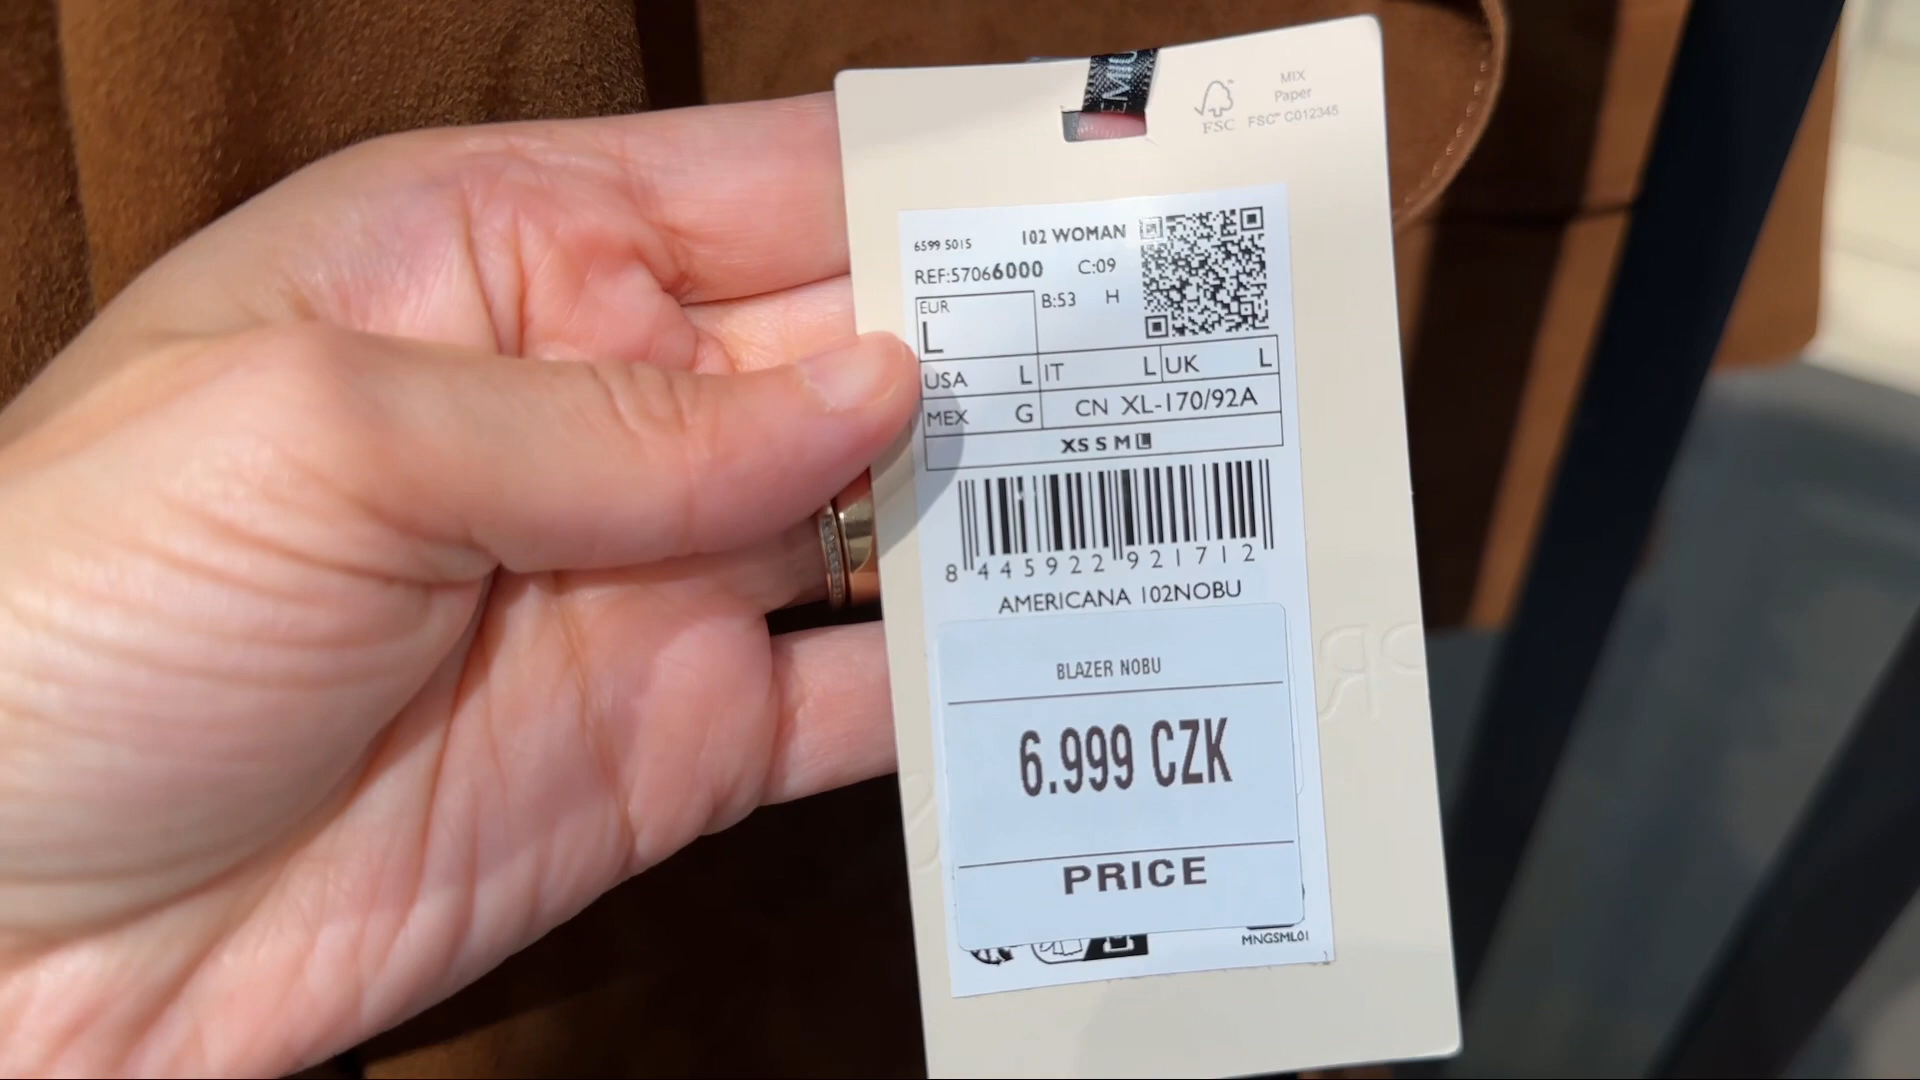 MIX
Paper
FSC™ C012345
FSC
6599 5015
102 WOMAN
REF:57066000
C:09
EUR
L
B:53
H
USA L
IT L
UK L
MEX G
CN XL-170/92A
XS S M L
8 445922 921712
AMERICANA 102NOBU
BLAZER NOBU
6.999 CZK
PRICE
MNGSML01